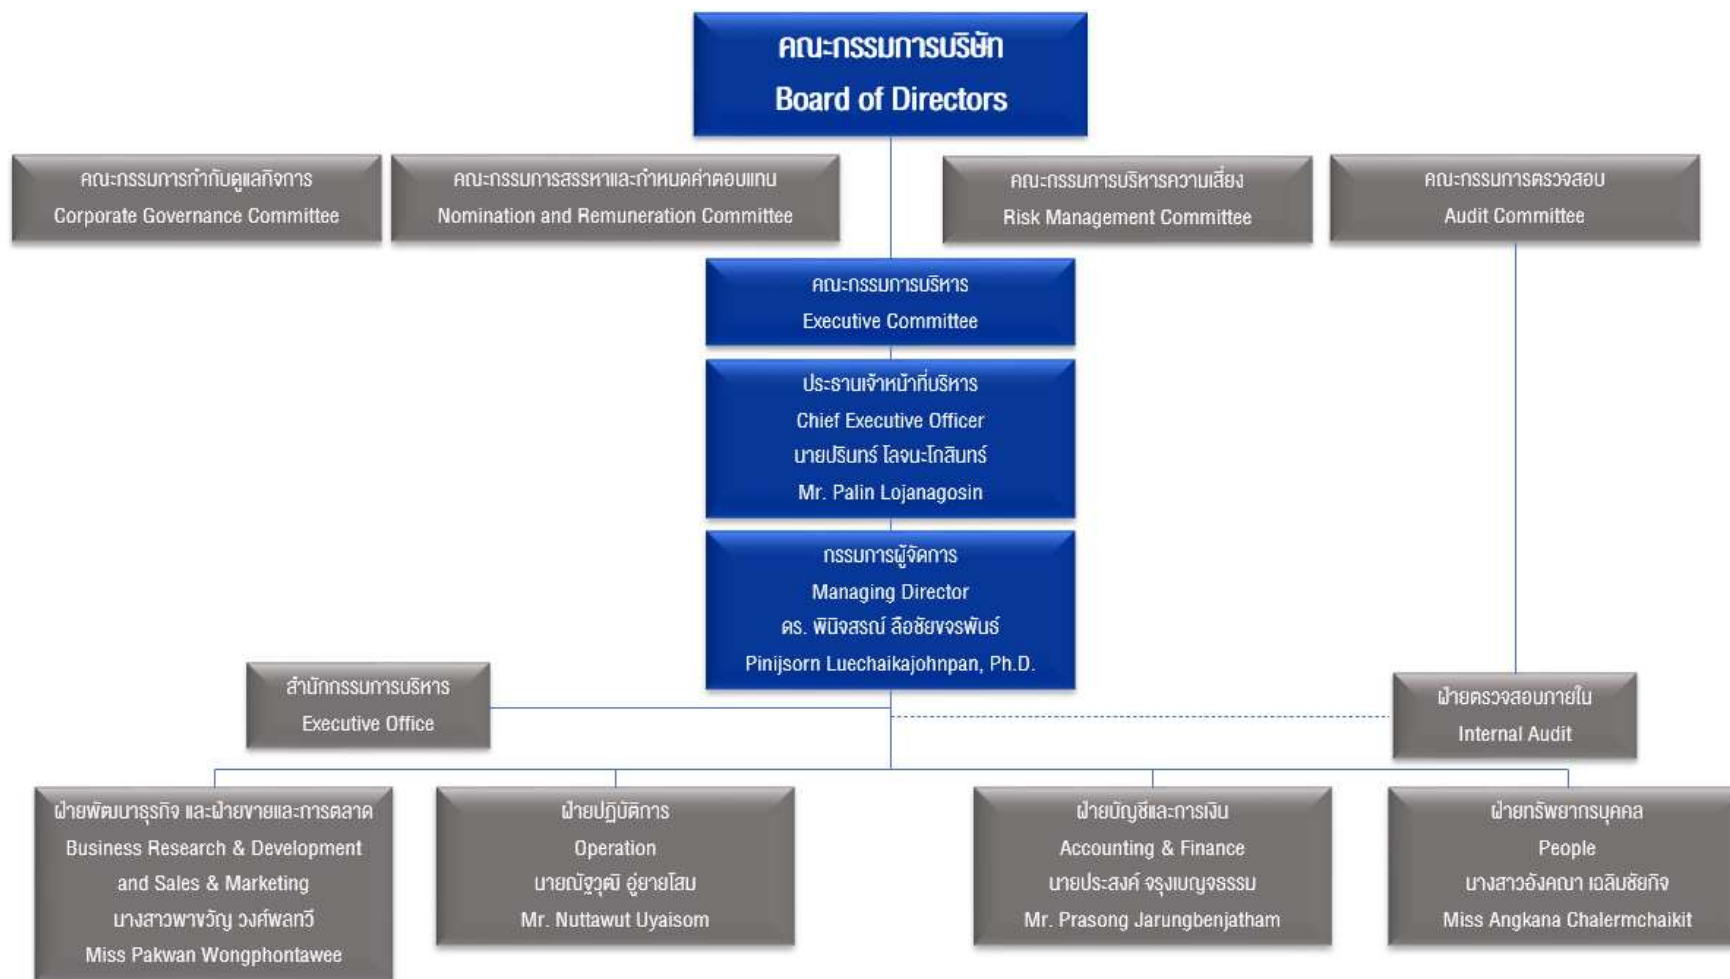 คณะกรรมการบริษัท
Board of Directors
คณะกรรมการกำกับดูแลกิจการ
Corporate Governance Committee
คณะกรรมการสรรหาและกำหนดค่าตอบแทน
Nomination and Remuneration Committee
คณะกรรมการบริหารความเสี่ยง
Risk Management Committee
คณะกรรมการตรวจสอบ
Audit Committee
คณะกรรมการบริหาร
Executive Committee
ประธานเจ้าหน้าที่บริหาร
Chief Executive Officer
นายปรินทร์ โลจนะโกสินทร์
Mr. Palin Lojanagosin
กรรมการผู้จัดการ
Managing Director
ดร. พินิจสรณ์ ลือชัยขจรพันธ์
Pinijsorn Luechaikajohnpan, Ph.D.
สำนักกรรมการบริหาร
Executive Office
ฝ่ายตรวจสอบภายใน
Internal Audit
ฝ่ายพัฒนาธุรกิจ และฝ่ายขายและการตลาด
Business Research & Development
and Sales & Marketing
นางสาวพาขวัญ วงศ์พลทวี
Miss Pakwan Wongphontawee
ฝ่ายปฏิบัติการ
Operation
นายณัฐวุฒิ อู่ยายโสม
Mr. Nuttawut Uyaisom
ฝ่ายบัญชีและการเงิน
Accounting & Finance
นายประสงค์ จรุงเบญจธรรม
Mr. Prasong Jarungbenjatham
ฝ่ายทรัพยากรบุคคล
People
นางสาวอังคณา เฉลิมชัยกิจ
Miss Angkana Chalermchaikit